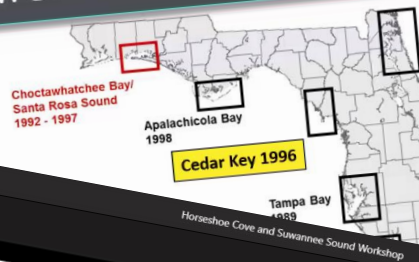 Choctawhatchee Bay/
Santa Rosa Sound
1992 - 1997
Apalachicola Bay
1998
Cedar Key 1996
Tampa Bay
1989
Horseshoe Cove and Suwannee Sound Workshop